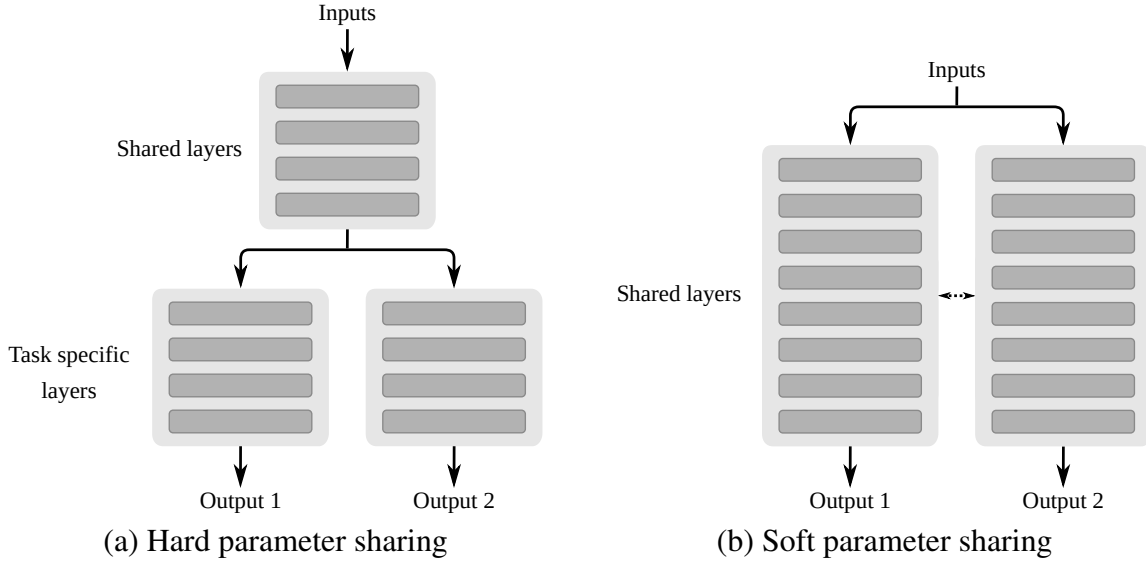 Inputs
Shared layers
Task specific
layers
Output 1
Output 2
(a) Hard parameter sharing
Inputs
Shared layers
Output 1
Output 2
(b) Soft parameter sharing